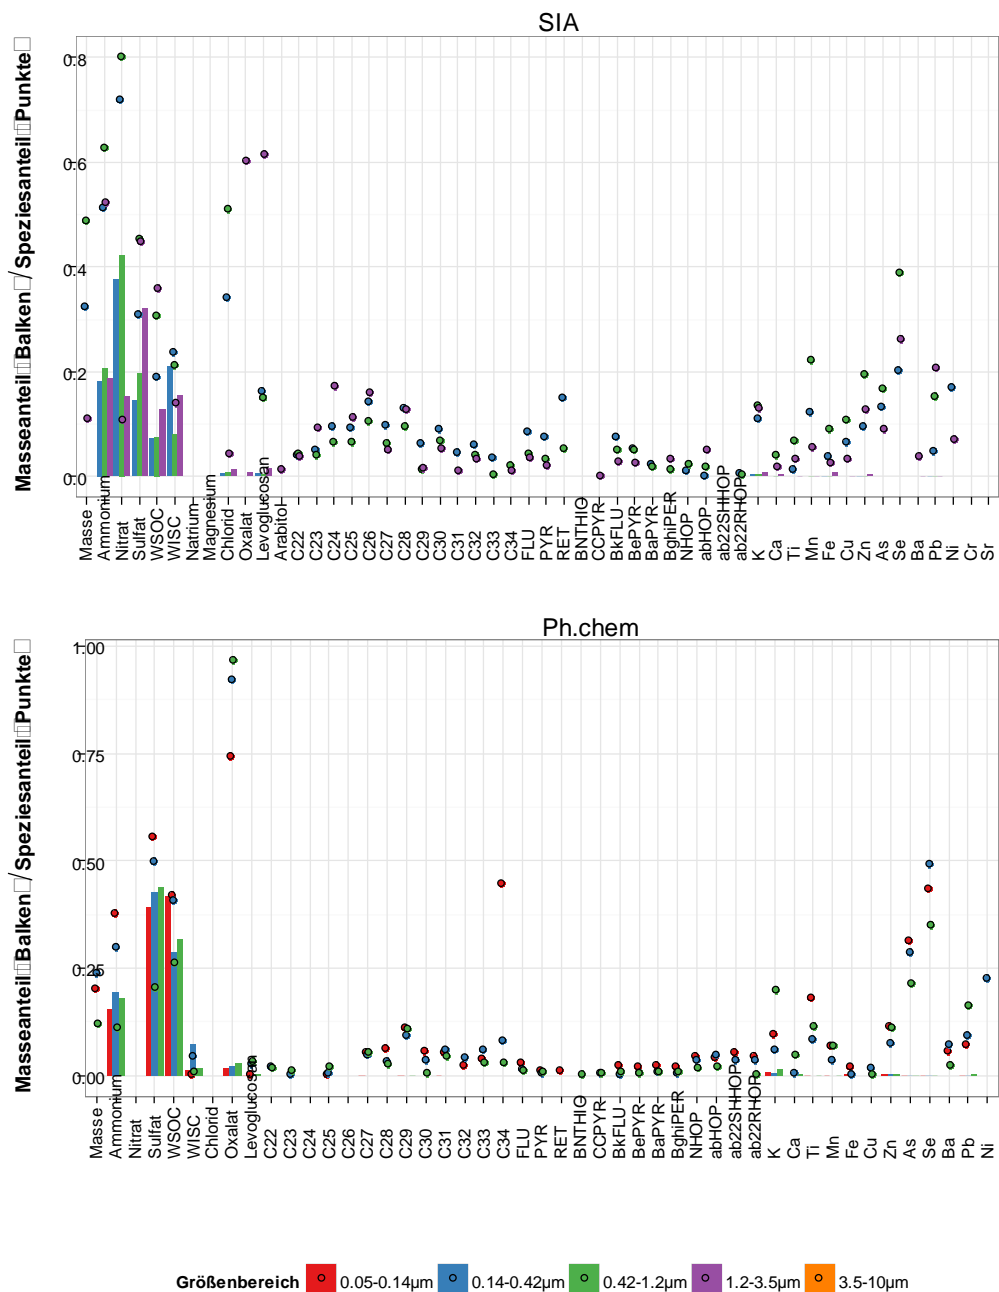 SIA
Masseanteil□Balken□/Speziesanteil□Punkte□
0.8
0.6
0.4
0.2
0.0
Masse
Ammonium
Nitrat
Sulfat
WSOC
WISC
Natrium
Magnesium
Chlorid
Oxalat
Levoglucosan
Arabitol
C22
C23
C24
C25
C26
C27
C28
C29
C30
C31
C32
C33
C34
FLU
PYR
RET
BNTHIO
CCPYR
BkFLU
BePYR
BaPYR
BghiPER
NHOP
abHOP
ab22SHHOP
ab22RHOP
K
Ca
Ti
Mn
Fe
Cu
Zn
As
Se
Ba
Pb
Ni
Cr
Sr
Ph.chem
Masseanteil□Balken□/Speziesanteil□Punkte□
1.00
0.75
0.50
0.25
0.00
Masse
Ammonium
Nitrat
Sulfat
WSOC
WISC
Chlorid
Oxalat
Levoglucosan
C22
C23
C24
C25
C26
C27
C28
C29
C30
C31
C32
C33
C34
FLU
PYR
RET
BNTHIO
CCPYR
BkFLU
BePYR
BaPYR
BghiPER
NHOP
abHOP
ab22SHHOP
ab22RHOP
K
Ca
Ti
Mn
Fe
Cu
Zn
As
Se
Ba
Pb
Ni
Größenbereich 0.05-0.14µm 0.14-0.42µm 0.42-1.2µm 1.2-3.5µm 3.5-10µm